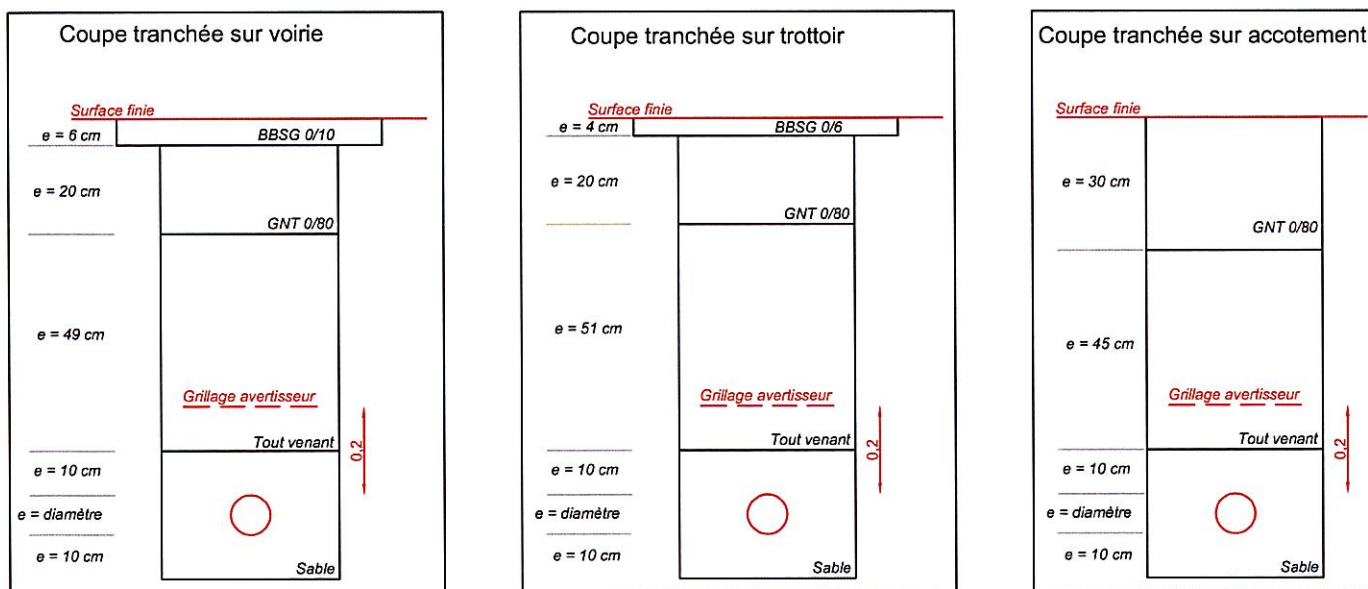 Coupe tranchée sur voirie
Surface finie
e = 6 cm
BBSG 0/10
e = 20 cm
GNT 0/80
e = 49 cm
Grillage avertisseur
Tout venant
0,2
e = 10 cm
e = diamètre
e = 10 cm
Sable
Coupe tranchée sur trottoir
Surface finie
e = 4 cm
BBSG 0/6
e = 20 cm
GNT 0/80
e = 51 cm
Grillage avertisseur
Tout venant
0,2
e = 10 cm
e = diamètre
e = 10 cm
Sable
Coupe tranchée sur accotement
Surface finie
e = 30 cm
GNT 0/80
e = 45 cm
Grillage avertisseur
Tout venant
0,2
e = 10 cm
e = diamètre
e = 10 cm
Sable